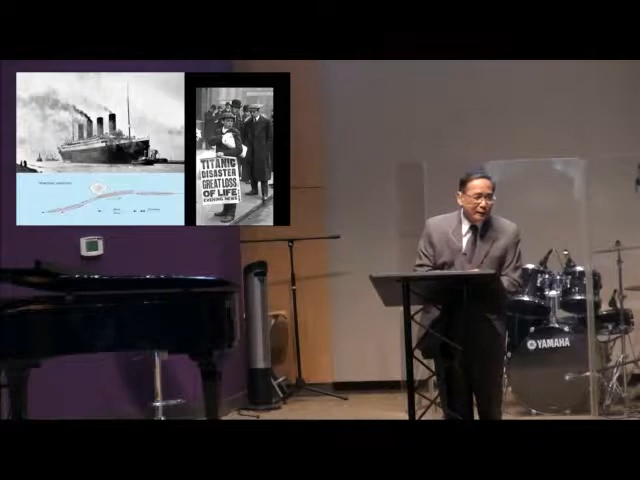 TITANIC
DISASTER
GREAT LOSS
OF LIFE
EVENING NEWS
YAMAHA